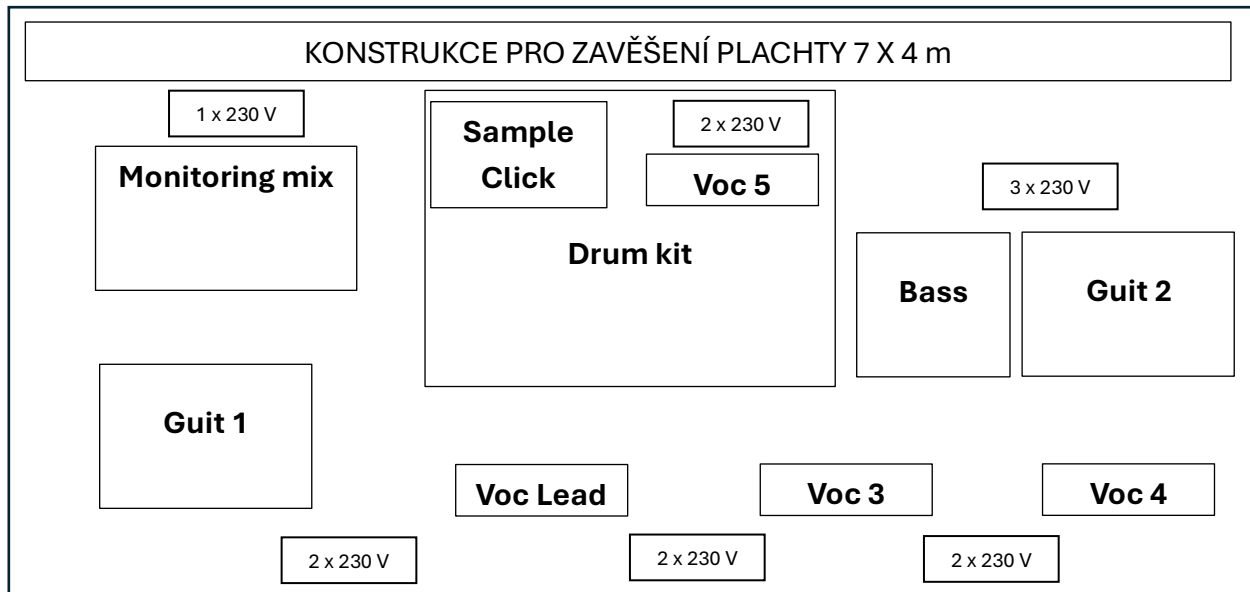 KONSTRUKCE PRO ZAVĚŠENÍ PLACHTY 7 X 4 m
1 x 230 V
Monitoring mix
Sample
Click
2 x 230 V
Voc 5
Drum kit
3 x 230 V
Bass
Guit 2
Guit 1
Voc Lead
Voc 3
Voc 4
2 x 230 V
2 x 230 V
2 x 230 V